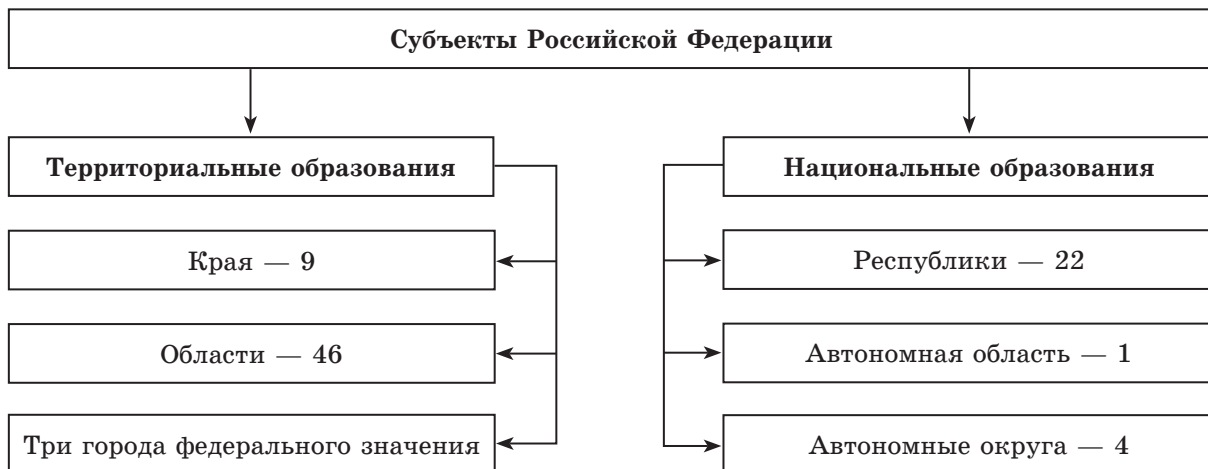 Субъекты Российской Федерации
Территориальные образования
Края — 9
Области — 46
Три города федерального значения
Национальные образования
Республики — 22
Автономная область — 1
Автономные округа — 4